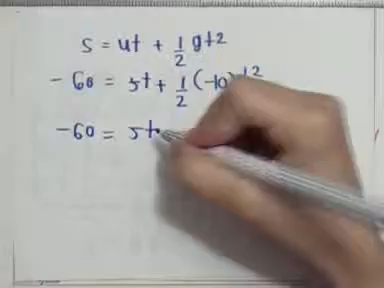 s = ut + 1/2 gt2
- 60 = 5t + 1/2 (-10) t2
-60 = 5t